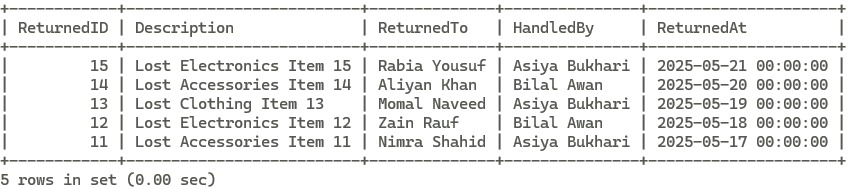 +------------+---------------------------+--------------+---------------+---------------------+
| ReturnedID | Description               | ReturnedTo   | HandledBy     | ReturnedAt          |
+------------+---------------------------+--------------+---------------+---------------------+
|         15 | Lost Electronics Item 15 | Rabia Yousuf | Asiya Bukhari | 2025-05-21 00:00:00 |
|         14 | Lost Accessories Item 14 | Aliyan Khan  | Bilal Awan    | 2025-05-20 00:00:00 |
|         13 | Lost Clothing Item 13    | Momal Naveed | Asiya Bukhari | 2025-05-19 00:00:00 |
|         12 | Lost Electronics Item 12 | Zain Rauf    | Bilal Awan    | 2025-05-18 00:00:00 |
|         11 | Lost Accessories Item 11 | Nimra Shahid | Asiya Bukhari | 2025-05-17 00:00:00 |
+------------+---------------------------+--------------+---------------+---------------------+
5 rows in set (0.00 sec)